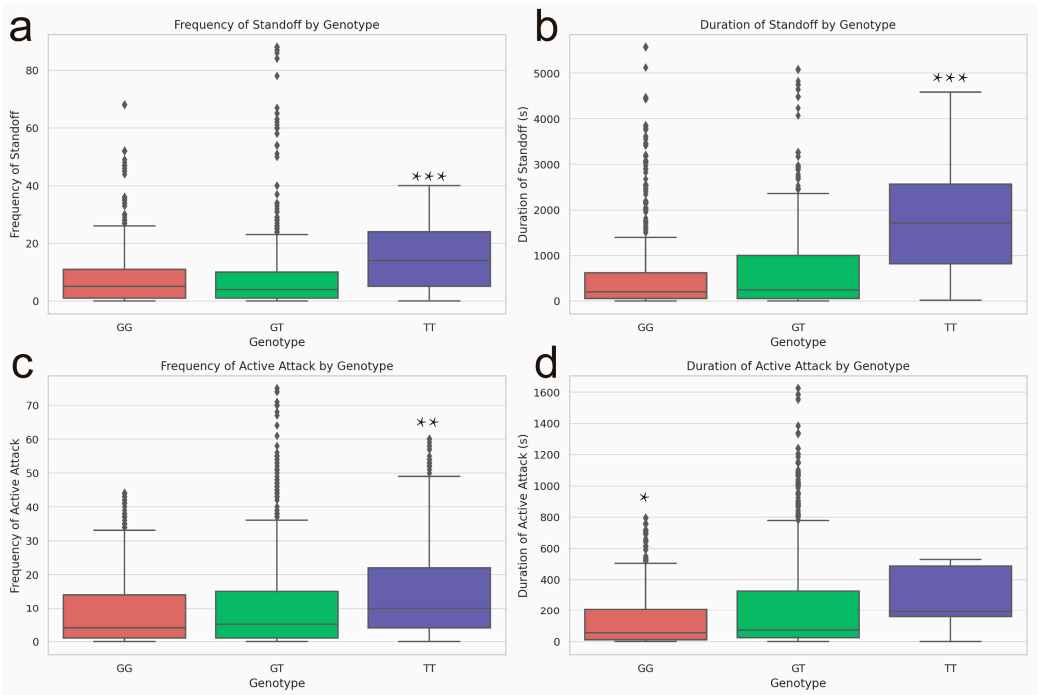 a
Frequency of Standoff by Genotype
Frequency of Standoff
80
60
40
20
0
***
GG GT TT
Genotype
b
Duration of Standoff by Genotype
Duration of Standoff (s)
5000
4000
3000
2000
1000
0
***
GG GT TT
Genotype
c
Frequency of Active Attack by Genotype
Frequency of Active Attack
70
60
50
40
30
20
10
0
**
GG GT TT
Genotype
d
Duration of Active Attack by Genotype
Duration of Active Attack (s)
1600
1400
1200
1000
800
600
400
200
0
*
GG GT TT
Genotype